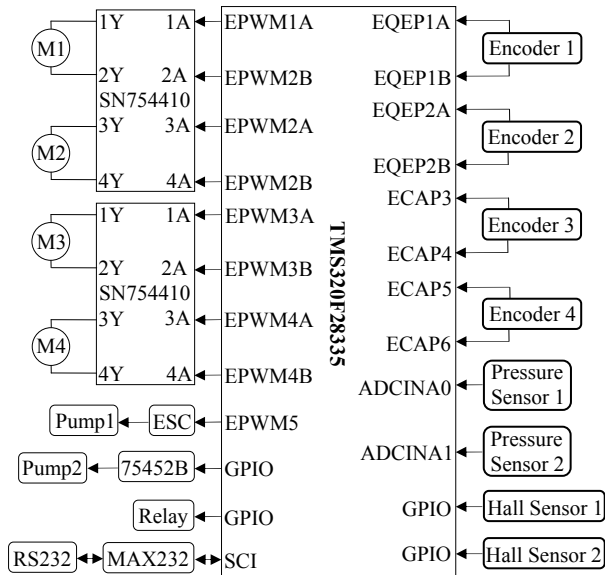 1Y 1A EPWM1A EQEP1A
M1 Encoder 1
2Y 2A EPWM2B EQEP1B
SN754410
3Y 3A EPWM2A EQEP2A
M2 Encoder 2
4Y 4A EPWM2B EQEP2B
1Y 1A EPWM3A ECAP3
M3 Encoder 3
2Y 2A EPWM3B ECAP4
SN754410
3Y 3A EPWM4A ECAP5
M4 Encoder 4
4Y 4A EPWM4B ECAP6
TMS320F28335
ADCINA0 Pressure
Sensor 1
Pump1 ESC EPWM5
ADCINA1 Pressure
Sensor 2
Pump2 75452B GPIO
Relay GPIO
GPIO Hall Sensor 1
RS232 MAX232 SCI
GPIO Hall Sensor 2